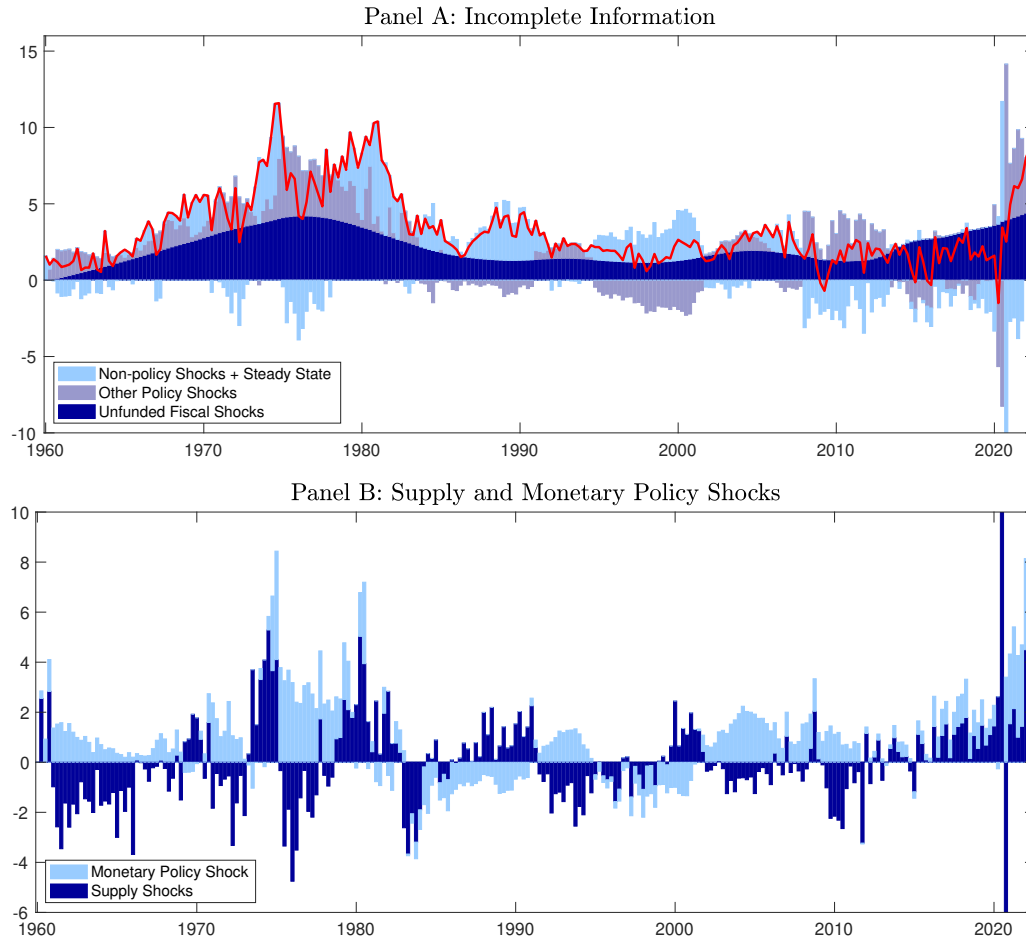 Panel A: Incomplete Information
15
10
5
0
-5
-10
Non-policy Shocks + Steady State
Other Policy Shocks
Unfunded Fiscal Shocks
1960 1970 1980 1990 2000 2010 2020
Panel B: Supply and Monetary Policy Shocks
10
8
6
4
2
0
-2
-4
-6
Monetary Policy Shock
Supply Shocks
1960 1970 1980 1990 2000 2010 2020